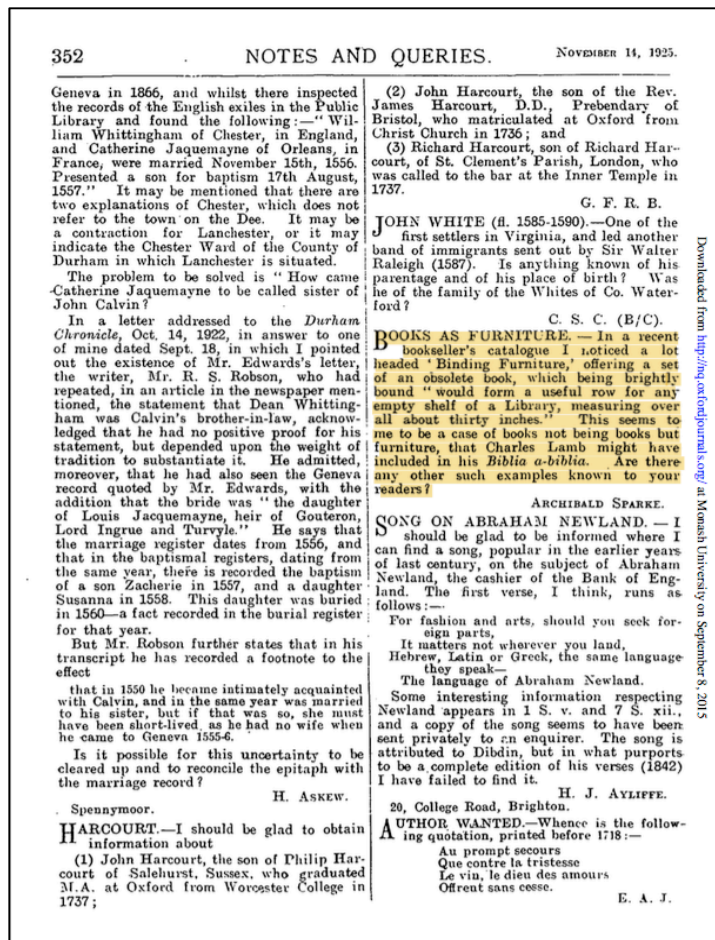 352
NOTES AND QUERIES.
NOVEMBER 14, 1925.
Geneva in 1866, and whilst there inspected
the records of the English exiles in the Public
Library and found the following:—“ Wil-
liam Whittingham of Chester, in England,
and Catherine Jaquemayne of Orleans, in
France, were married November 15th, 1556.
Presented a son for baptism 17th August,
1557.” It may be mentioned that there are
two explanations of Chester, which does not
refer to the town on the Dee. It may be
a contraction for Lanchester, or it may
indicate the Chester Ward of the County of
Durham in which Lanchester is situated.
The problem to be solved is “ How came
Catherine Jaquemayne to be called sister of
John Calvin?
In a letter addressed to the Durham
Chronicle, Oct. 14, 1922, in answer to one
of mine dated Sept. 18, in which I pointed
out the existence of Mr. Edwards's letter,
the writer, Mr. R. S. Robson, who had
repeated, in an article in the newspaper men-
tioned, the statement that Dean Whitting-
ham was Calvin's brother-in-law, acknow-
ledged that he had no positive proof for his
statement, but depended upon the weight of
tradition to substantiate it. He admitted,
moreover, that he had also seen the Geneva
record quoted by Mr. Edwards, with the
addition that the bride was “ the daughter
of Louis Jacquemayne, heir of Gouteron,
Lord Ingrue and Turvyle.” He says that
the marriage register dates from 1556, and
that in the baptismal registers, dating from
the same year, there is recorded the baptism
of a son Zacherie in 1557, and a daughter
Susanna in 1558. This daughter was buried
in 1560—a fact recorded in the burial register
for that year.
But Mr. Robson further states that in his
transcript he has recorded a footnote to the
effect
that in 1550 he became intimately acquainted
with Calvin, and in the same year was married
to his sister, but if that was so, she must
have been short-lived, as he had no wife when
he came to Geneva 1555-6.
Is it possible for this uncertainty to be
cleared up and to reconcile the epitaph with
the marriage record?
H. ASKEW.
Spennymoor.
HARCOURT.—I should be glad to obtain
information about
(1) John Harcourt, the son of Philip Har-
court of Salehurst, Sussex, who graduated
M.A. at Oxford from Worcester College in
1737;
(2) John Harcourt, the son of the Rev.
James Harcourt, D.D., Prebendary of
Bristol, who matriculated at Oxford from
Christ Church in 1736; and
(3) Richard Harcourt, son of Richard Har-
court, of St. Clement's Parish, London, who
was called to the bar at the Inner Temple in
1737.
G. F. R. B.
JOHN WHITE (fl. 1585-1590).—One of the
first settlers in Virginia, and led another
band of immigrants sent out by Sir Walter
Raleigh (1587). Is anything known of his
parentage and of his place of birth? Was
he of the family of the Whites of Co. Water-
ford?
C. S. C. (B/C).
BOOKS AS FURNITURE. — In a recent
bookseller's catalogue I noticed a lot
headed ‘ Binding Furniture,’ offering a set
of an obsolete book, which being brightly
bound “ would form a useful row for any
empty shelf of a Library, measuring over
all about thirty inches.” This seems to
me to be a case of books not being books but
furniture, that Charles Lamb might have
included in his Biblia a-biblia. Are there
any other such examples known to your
readers?
ARCHIBALD SPARKE.
SONG ON ABRAHAM NEWLAND. — I
should be glad to be informed where I
can find a song, popular in the earlier years
of last century, on the subject of Abraham
Newland, the cashier of the Bank of Eng-
land. The first verse, I think, runs as
follows:—
For fashion and arts, should you seek for-
eign parts,
It matters not wherever you land,
Hebrew, Latin or Greek, the same language
they speak—
The language of Abraham Newland.
Some interesting information respecting
Newland appears in 1 S. v. and 7 S. xii.,
and a copy of the song seems to have been
sent privately to an enquirer. The song is
attributed to Dibdin, but in what purports
to be a complete edition of his verses (1842)
I have failed to find it.
H. J. AYLIFFE.
20, College Road, Brighton.
AUTHOR WANTED.—Whence is the follow-
ing quotation, printed before 1718:—
Au prompt secours
Que contre la tristesse
Le vin, le dieu des amours
Offrent sans cesse.
E. A. J.
Downloaded from http://nq.oxfordjournals.org/ at Monash University on September 8, 2015